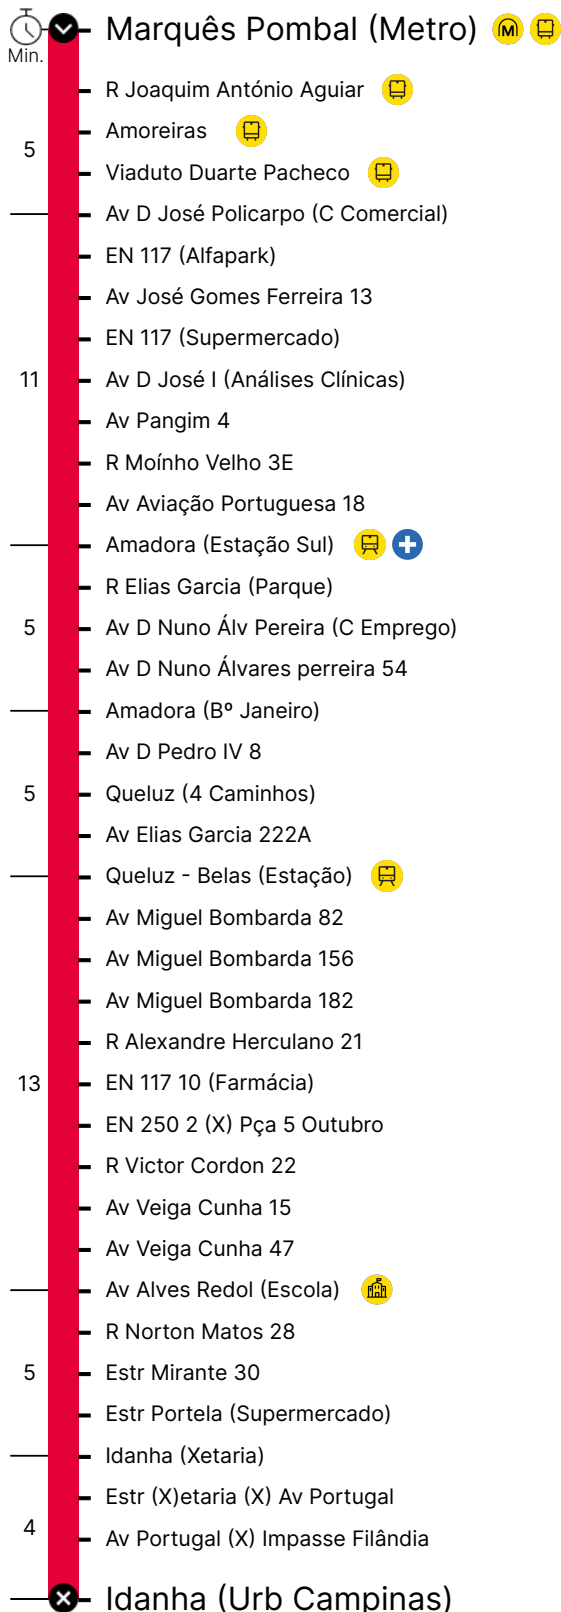 Marquês Pombal (Metro)
Min.
R Joaquim António Aguiar
Amoreiras
5
Viaduto Duarte Pacheco
Av D José Policarpo (C Comercial)
EN 117 (Alfapark)
Av José Gomes Ferreira 13
EN 117 (Supermercado)
11 Av D José I (Análises Clínicas)
Av Pangim 4
R Moínho Velho 3E
Av Aviação Portuguesa 18
Amadora (Estação Sul)
R Elias Garcia (Parque)
5 Av D Nuno Álv Pereira (C Emprego)
Av D Nuno Álvares perreira 54
Amadora (Bº Janeiro)
Av D Pedro IV 8
5 Queluz (4 Caminhos)
Av Elias Garcia 222A
Queluz - Belas (Estação)
Av Miguel Bombarda 82
Av Miguel Bombarda 156
Av Miguel Bombarda 182
R Alexandre Herculano 21
13 EN 117 10 (Farmácia)
EN 250 2 (X) Pça 5 Outubro
R Victor Cordon 22
Av Veiga Cunha 15
Av Veiga Cunha 47
Av Alves Redol (Escola)
R Norton Matos 28
5 Estr Mirante 30
Estr Portela (Supermercado)
Idanha (Xetaria)
Estr (X)etaria (X) Av Portugal
4
Av Portugal (X) Impasse Filândia
Idanha (Urb Campinas)